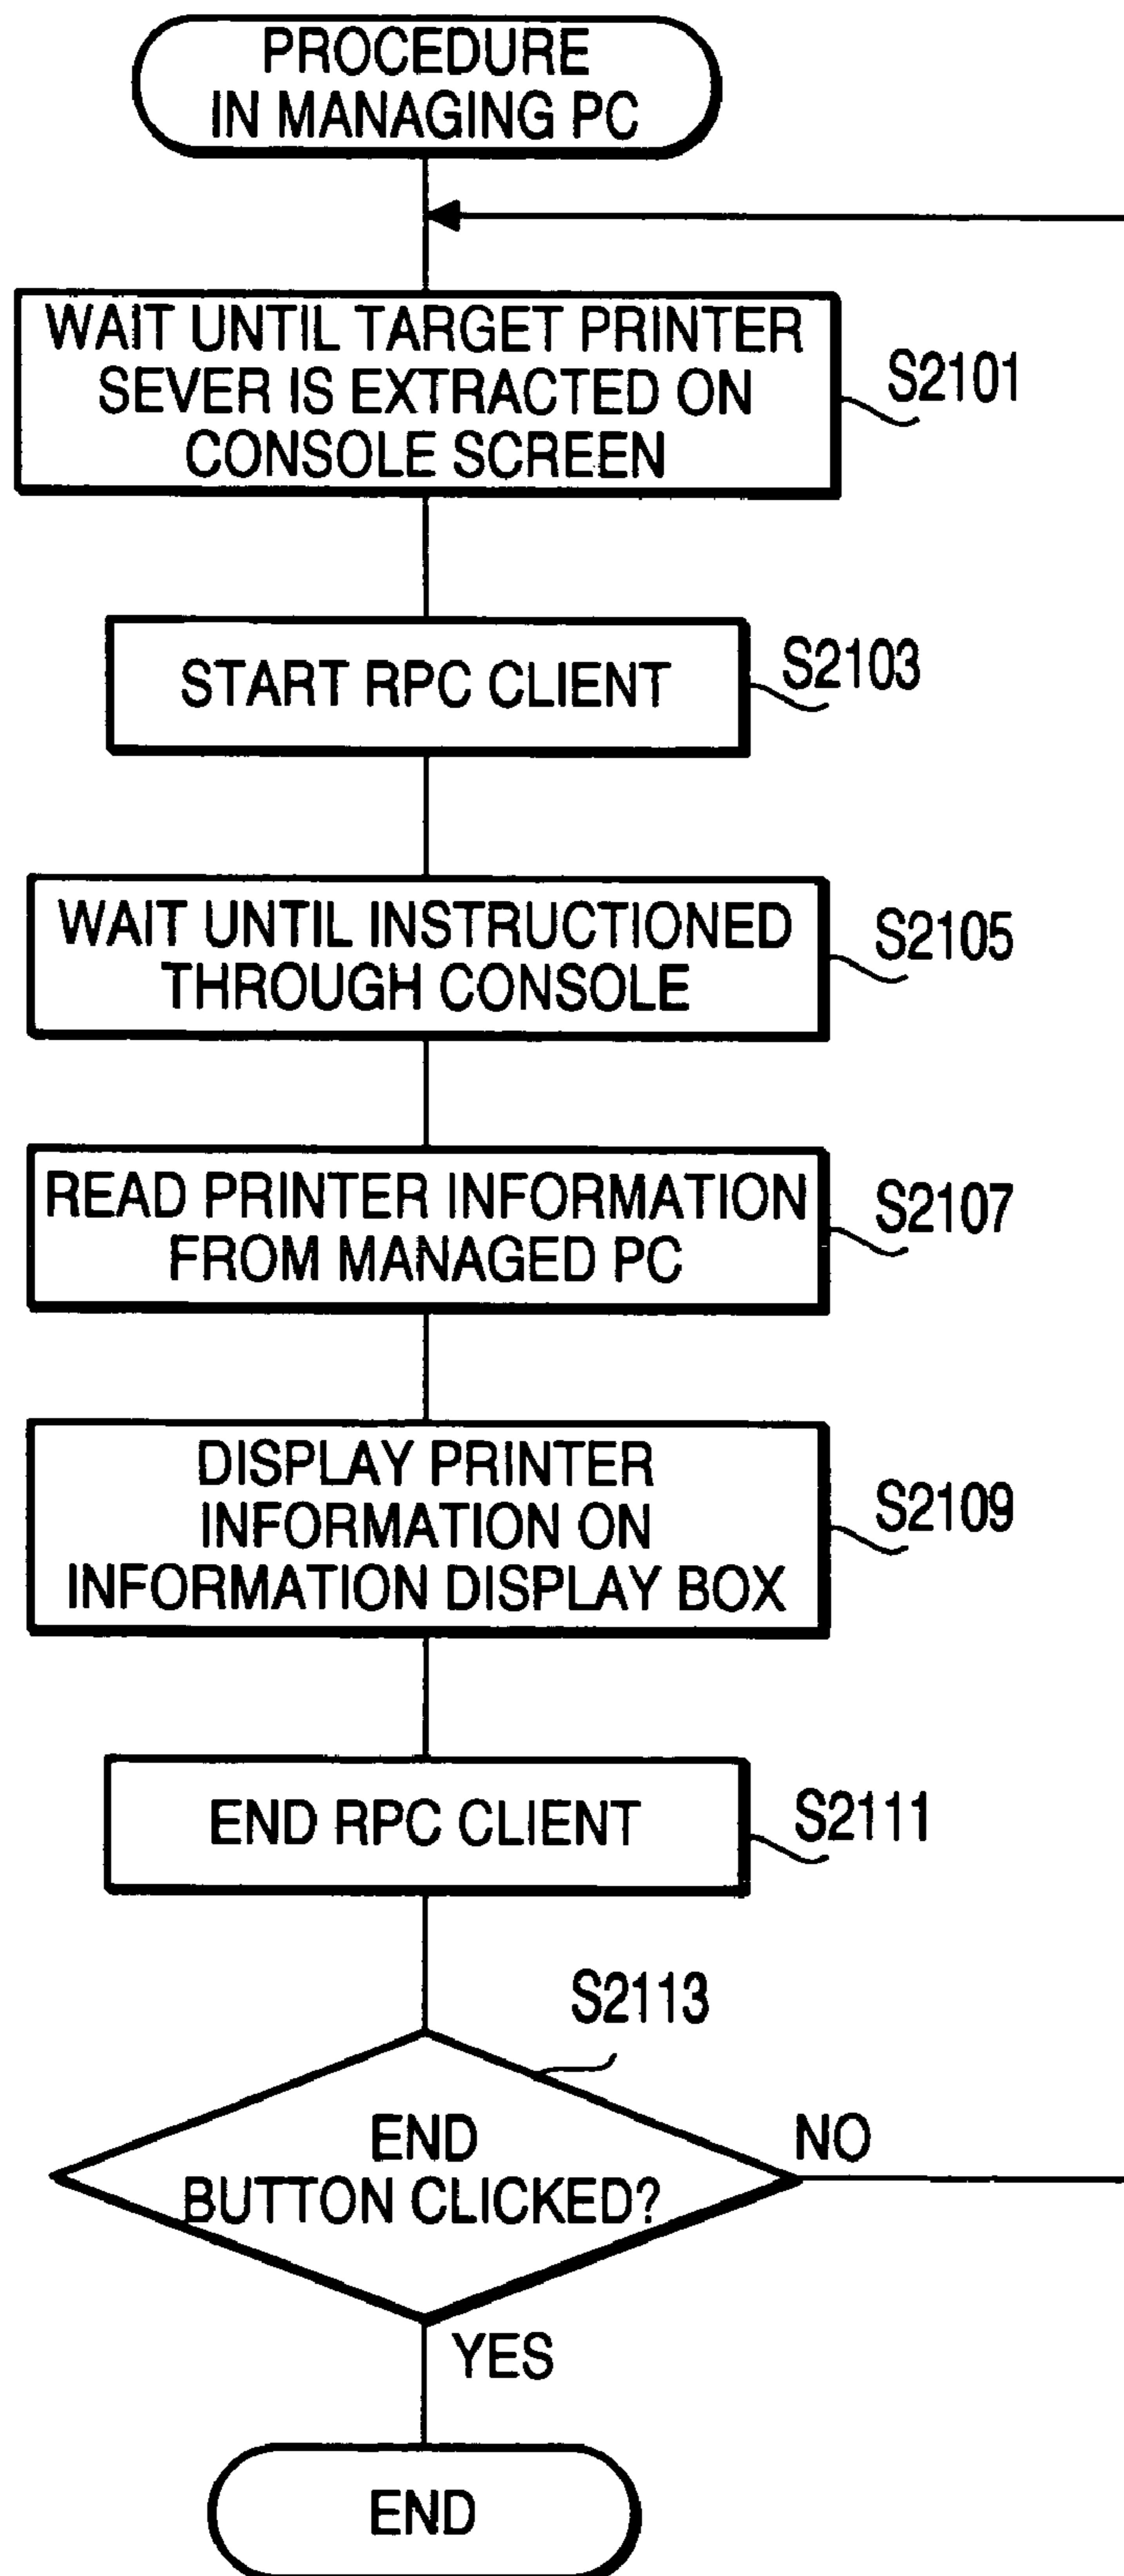 PROCEDURE
IN MANAGING PC
WAIT UNTIL TARGET PRINTER
SEVER IS EXTRACTED ON
CONSOLE SCREEN
S2101
START RPC CLIENT
S2103
WAIT UNTIL INSTRUCTIONED
THROUGH CONSOLE
S2105
READ PRINTER INFORMATION
FROM MANAGED PC
S2107
DISPLAY PRINTER
INFORMATION ON
INFORMATION DISPLAY BOX
S2109
END RPC CLIENT
S2111
S2113
END
BUTTON CLICKED?
NO
YES
END